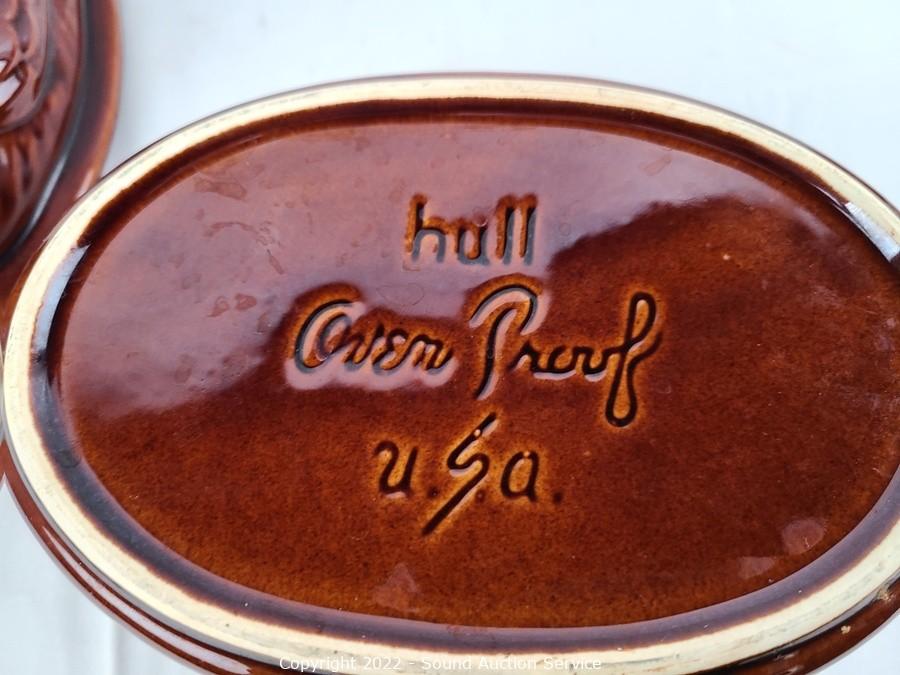 hull
Oven Proof
U.S.a.
Copyright 2022 - Sound Auction Service